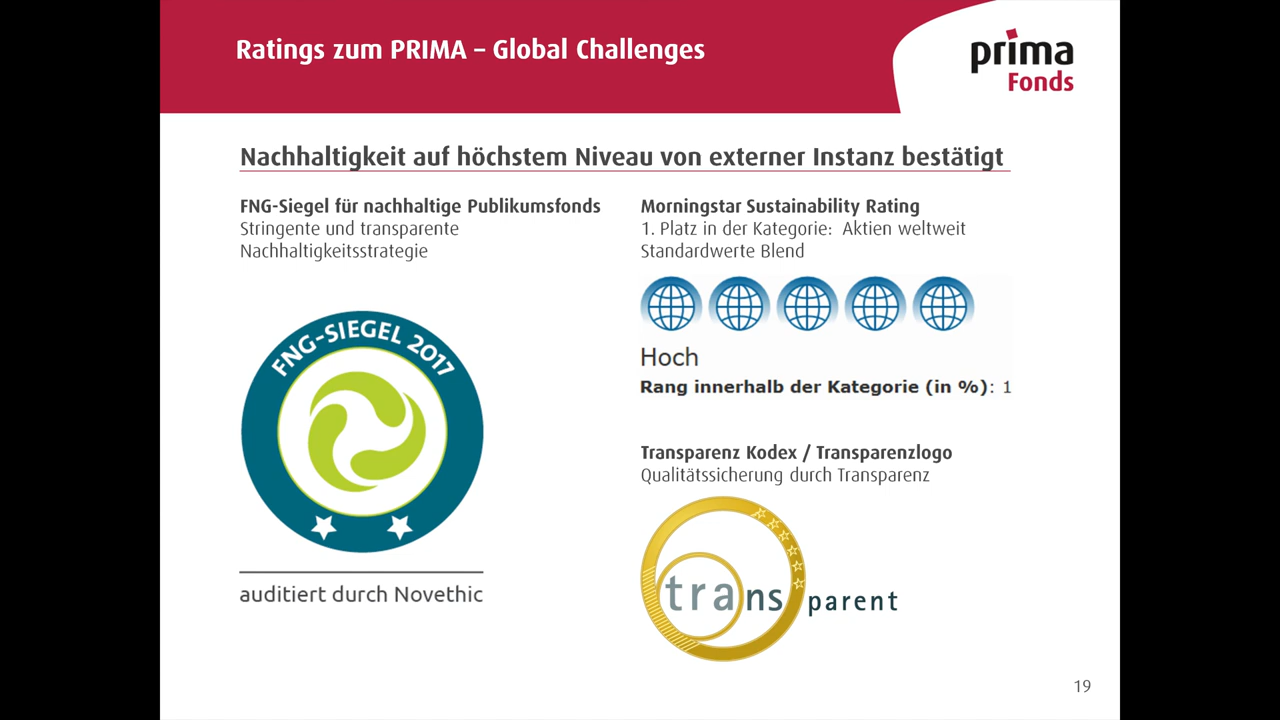 Ratings zum PRIMA – Global Challenges
prima
Fonds
Nachhaltigkeit auf höchstem Niveau von externer Instanz bestätigt
FNG-Siegel für nachhaltige Publikumsfonds
Stringente und transparente
Nachhaltigkeitsstrategie
FNG-SIEGEL 2017
auditiert durch Novethic
Morningstar Sustainability Rating
1. Platz in der Kategorie: Aktien weltweit
Standardwerte Blend
Hoch
Rang innerhalb der Kategorie (in %): 1
Transparenz Kodex / Transparenzlogo
Qualitätssicherung durch Transparenz
transparent
19